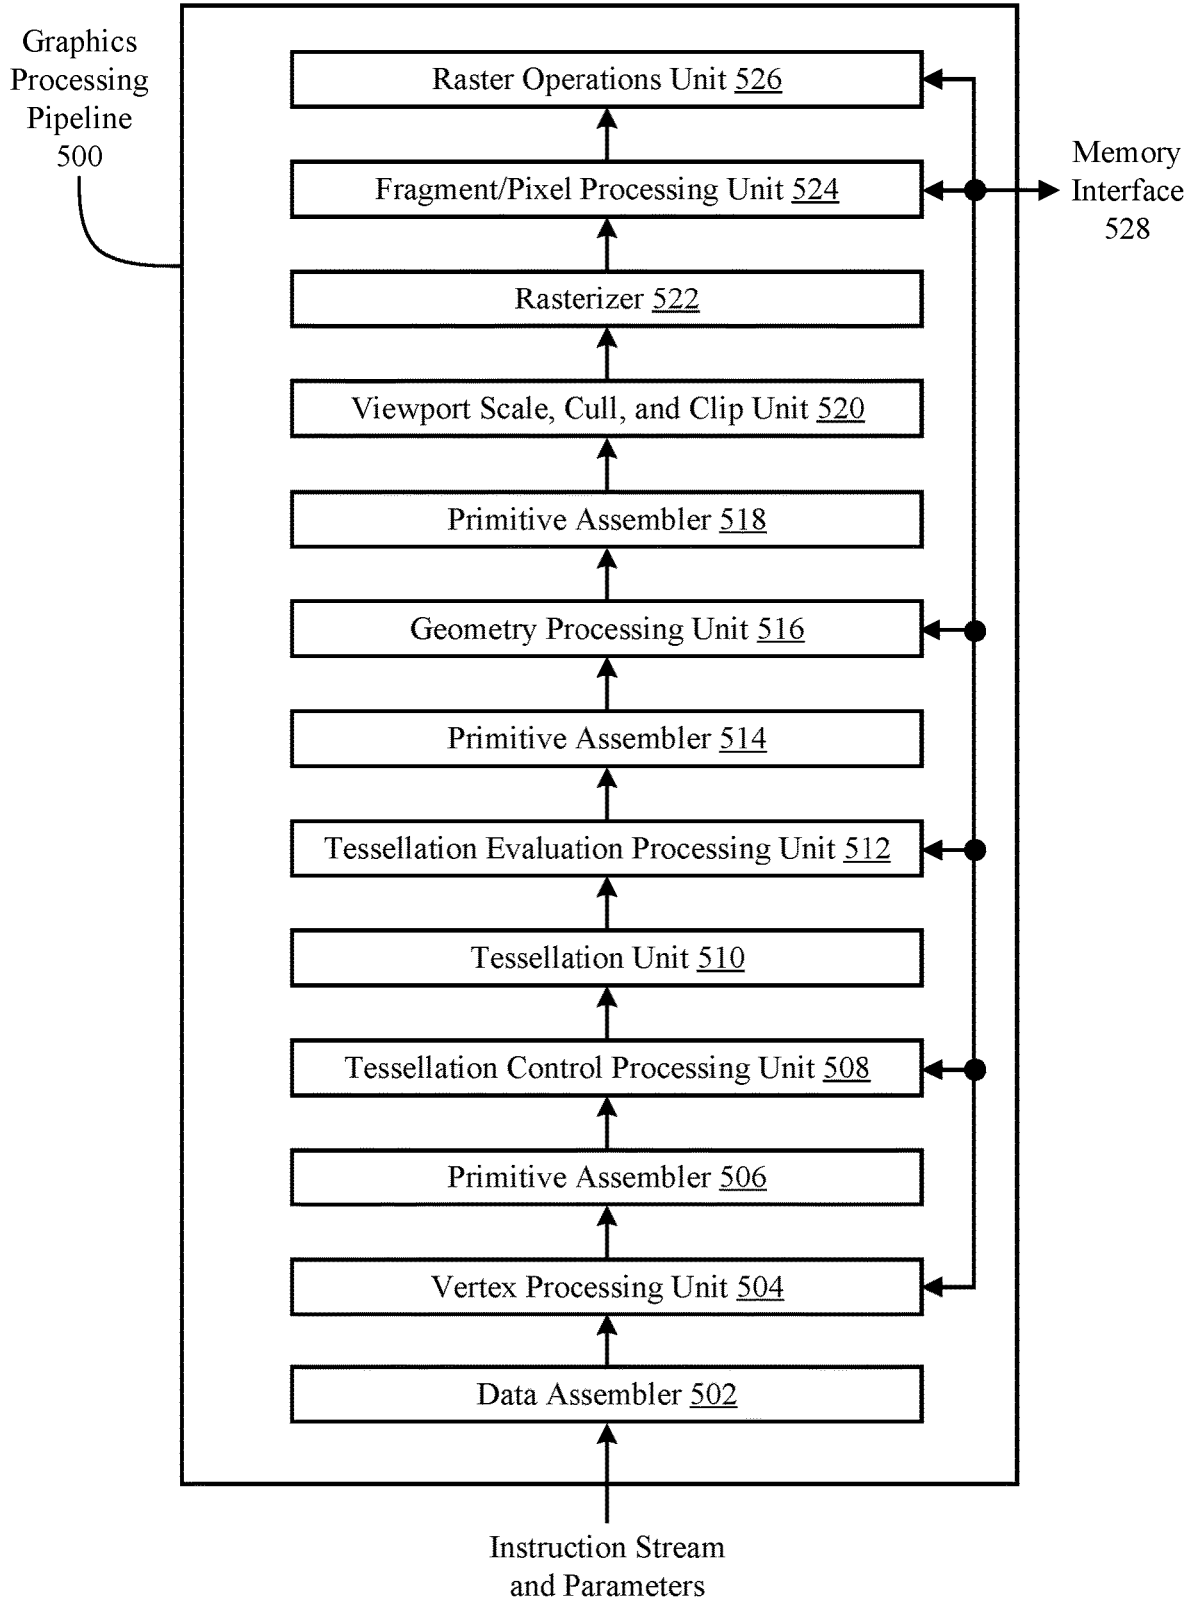 Graphics
Processing
Pipeline
500
Raster Operations Unit 526
Fragment/Pixel Processing Unit 524
Memory
Interface
528
Rasterizer 522
Viewport Scale, Cull, and Clip Unit 520
Primitive Assembler 518
Geometry Processing Unit 516
Primitive Assembler 514
Tessellation Evaluation Processing Unit 512
Tessellation Unit 510
Tessellation Control Processing Unit 508
Primitive Assembler 506
Vertex Processing Unit 504
Data Assembler 502
Instruction Stream
and Parameters